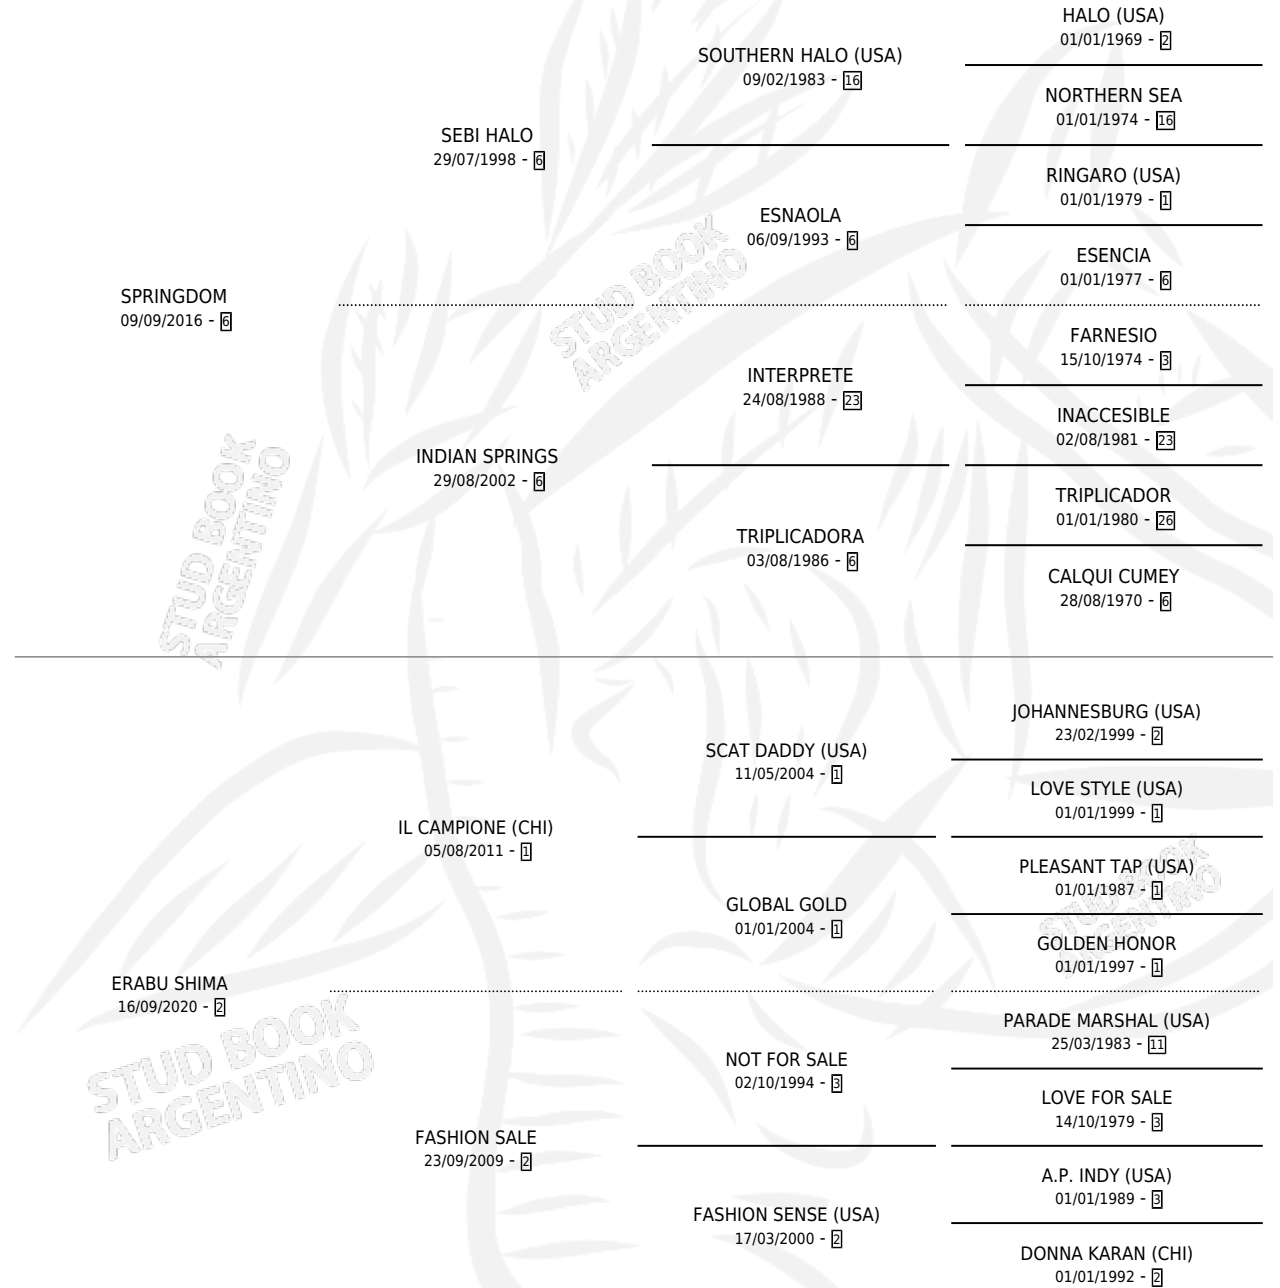 HALO (USA)
01/01/1969 - 2
SOUTHERN HALO (USA)
09/02/1983 - 16
NORTHERN SEA
01/01/1974 - 16
SEBI HALO
29/07/1998 - 6
RINGARO (USA)
01/01/1979 - 1
ESNAOLA
06/09/1993 - 6
ESENCIA
01/01/1977 - 6
SPRINGDOM
09/09/2016 - 6
STUD BOOK
ARGENTINO
FARNESIO
15/10/1974 - 3
INTERPRETE
24/08/1988 - 23
INACCESIBLE
02/08/1981 - 23
INDIAN SPRINGS
29/08/2002 - 6
STUD BOOK
ARGENTINO
TRIPLICADOR
01/01/1980 - 26
TRIPLICADORA
03/08/1986 - 6
CALQUI CUMEY
28/08/1970 - 6
JOHANNESBURG (USA)
23/02/1999 - 2
SCAT DADDY (USA)
11/05/2004 - 1
LOVE STYLE (USA)
01/01/1999 - 1
IL CAMPIONE (CHI)
05/08/2011 - 1
PLEASANT TAP (USA)
01/01/1987 - 1
GLOBAL GOLD
01/01/2004 - 1
STUD BOOK
ARGENTINO
GOLDEN HONOR
01/01/1997 - 1
ERABU SHIMA
16/09/2020 - 2
STUD BOOK
ARGENTINO
PARADE MARSHAL (USA)
25/03/1983 - 11
NOT FOR SALE
02/10/1994 - 3
LOVE FOR SALE
14/10/1979 - 3
FASHION SALE
23/09/2009 - 2
A.P. INDY (USA)
01/01/1989 - 3
FASHION SENSE (USA)
17/03/2000 - 2
DONNA KARAN (CHI)
01/01/1992 - 2